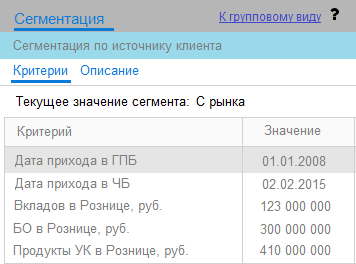 Сегментация К групповому виду ?
Сегментация по источнику клиента
Критерии Описание
Текущее значение сегмента: С рынка
Критерий Значение
Дата прихода в ГПБ 01.01.2008
Дата прихода в ЧБ 02.02.2015
Вкладов в Рознице, руб. 123 000 000
БО в Рознице, руб. 300 000 000
Продукты УК в Рознице, руб. 410 000 000